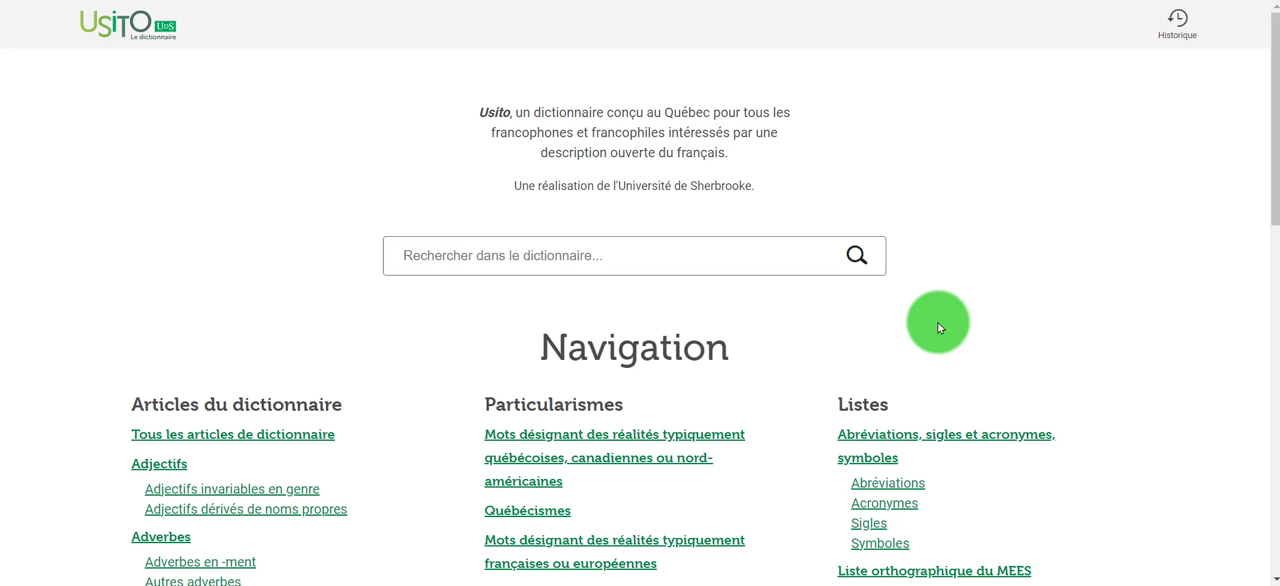 USITO UdS
Le dictionnaire
Historique
Usito, un dictionnaire conçu au Québec pour tous les
francophones et francophiles intéressés par une
description ouverte du français.
Une réalisation de l'Université de Sherbrooke.
Rechercher dans le dictionnaire...
Navigation
Articles du dictionnaire
Tous les articles de dictionnaire
Adjectifs
Adjectifs invariables en genre
Adjectifs dérivés de noms propres
Adverbes
Adverbes en -ment
Autres adverbes
Particularismes
Mots désignant des réalités typiquement
québécoises, canadiennes ou nord-
américaines
Québécismes
Mots désignant des réalités typiquement
françaises ou européennes
Listes
Abréviations, sigles et acronymes,
symboles
Abréviations
Acronymes
Sigles
Symboles
Liste orthographique du MEES